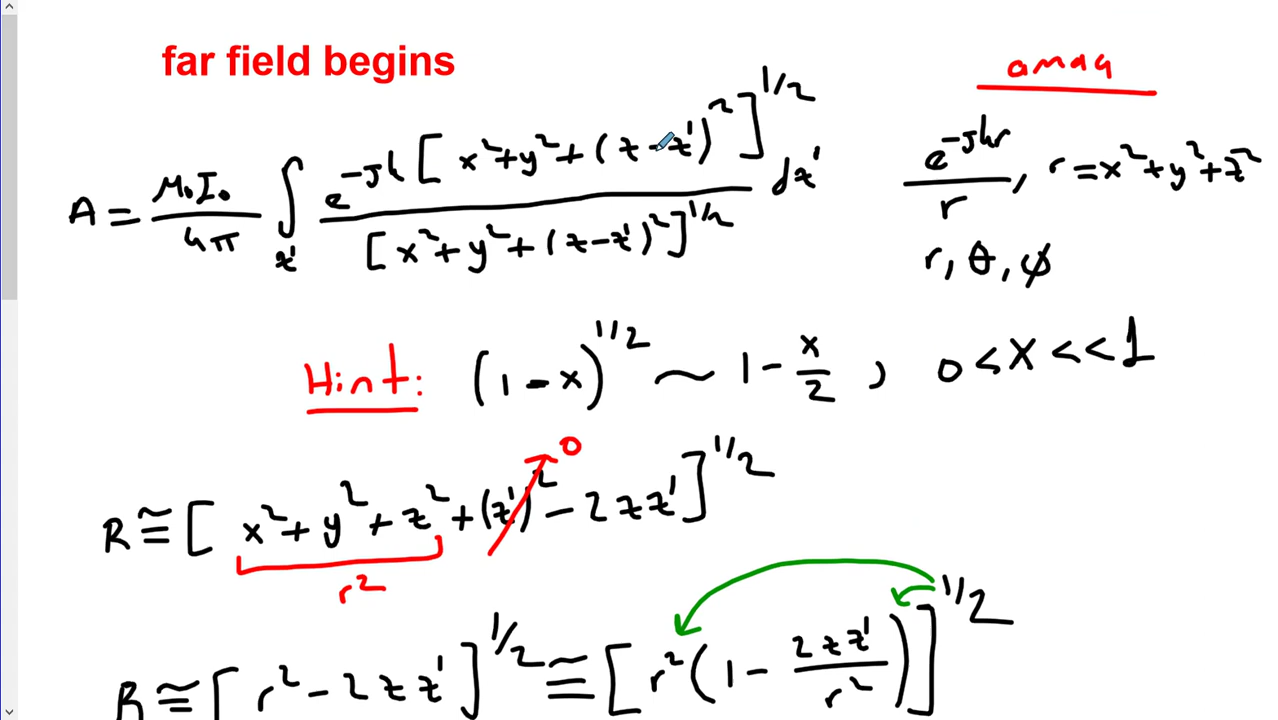 far field begins
amaq
A = μ₀I₀/4π ∫z' e^-Jk[x²+y²+(z-z')²]^1/2 / [x²+y²+(z-z')²]^1/2 dz'
e^-Jkr / r , r = x²+y²+z²
r, θ, φ
Hint: (1-x)^1/2 ~ 1 - x/2 , 0 < x << 1
R ≅ [x²+y²+z²+(z')²-2zz']^1/2
0
r²
R ≅ [r²-2zz']^1/2 ≅ [r²(1 - 2zz'/r²)]^1/2